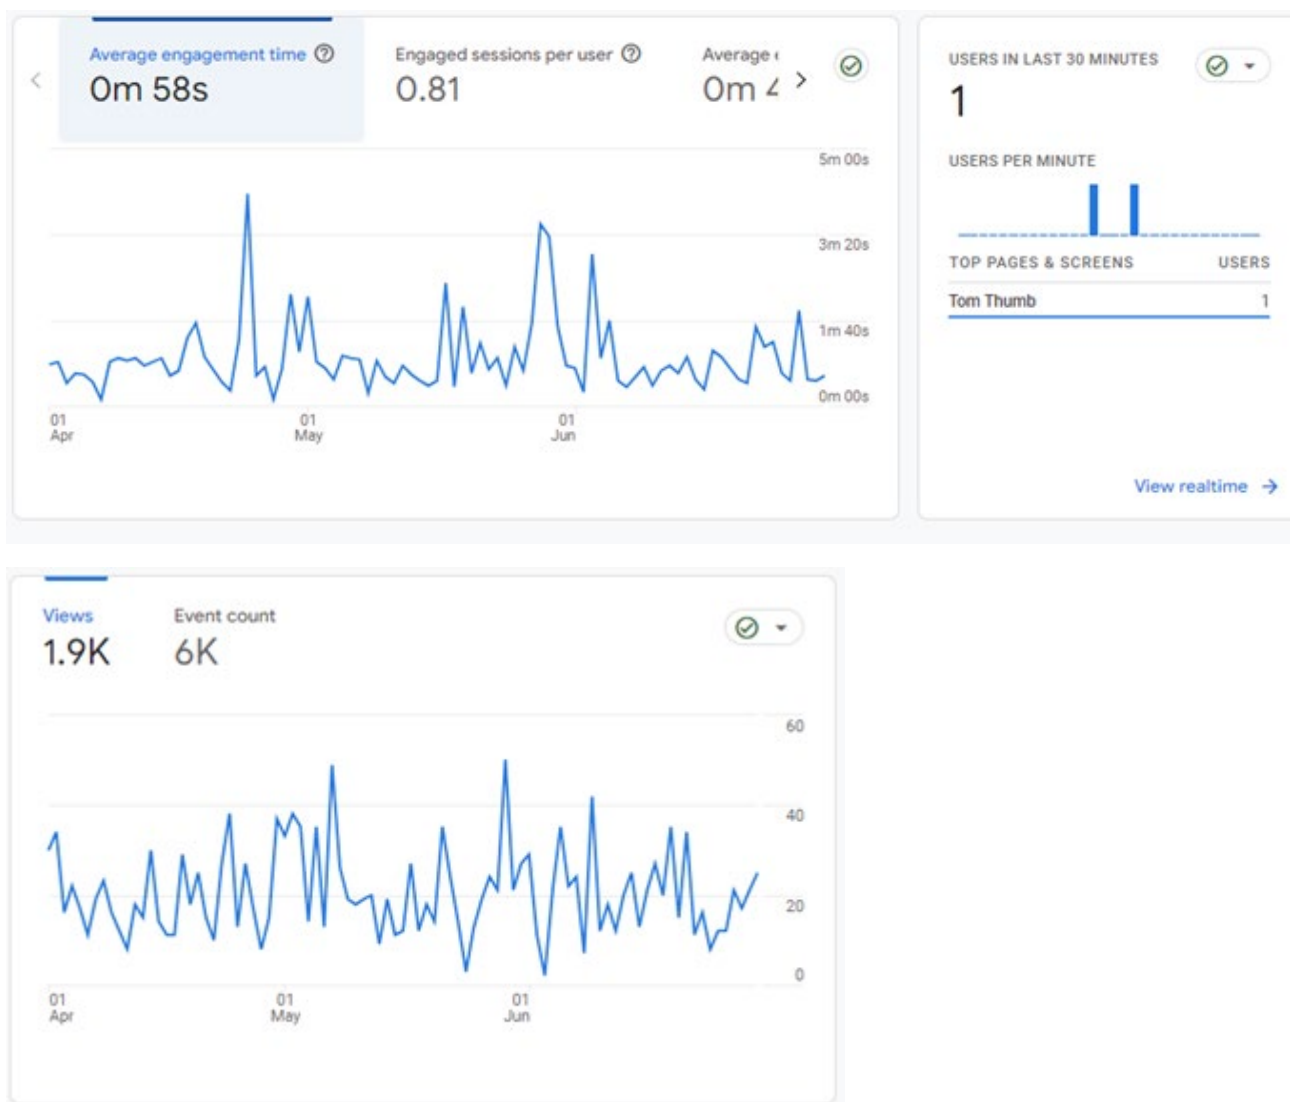 Average engagement time
0m 58s
Engaged sessions per user
0.81
Average
0m
5m 00s
3m 20s
1m 40s
0m 00s
01 01 01
Apr May Jun
USERS IN LAST 30 MINUTES
1
USERS PER MINUTE
TOP PAGES & SCREENS USERS
Tom Thumb 1
View realtime
Views
1.9K
Event count
6K
60
40
20
0
01 01 01
Apr May Jun